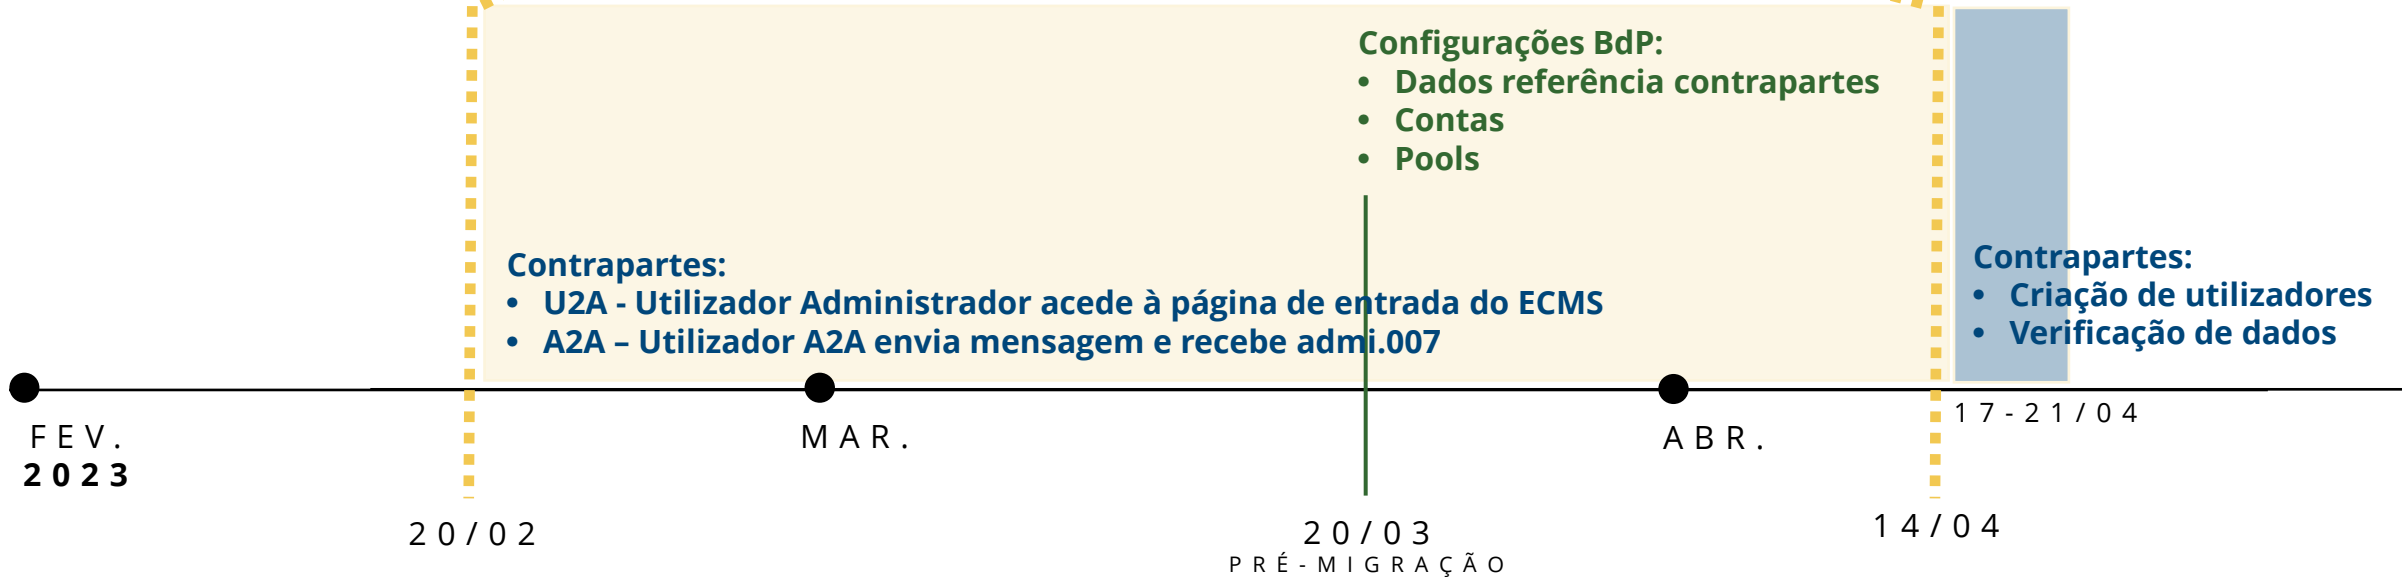 Configurações BdP:
• Dados referência contrapartes
• Contas
• Pools
Contrapartes:
• U2A - Utilizador Administrador acede à página de entrada do ECMS
• A2A – Utilizador A2A envia mensagem e recebe admi.007
Contrapartes:
• Criação de utilizadores
• Verificação de dados
FEV.
2023
MAR.
ABR.
17-21/04
20/02
20/03
PRÉ-MIGRAÇÃO
14/04